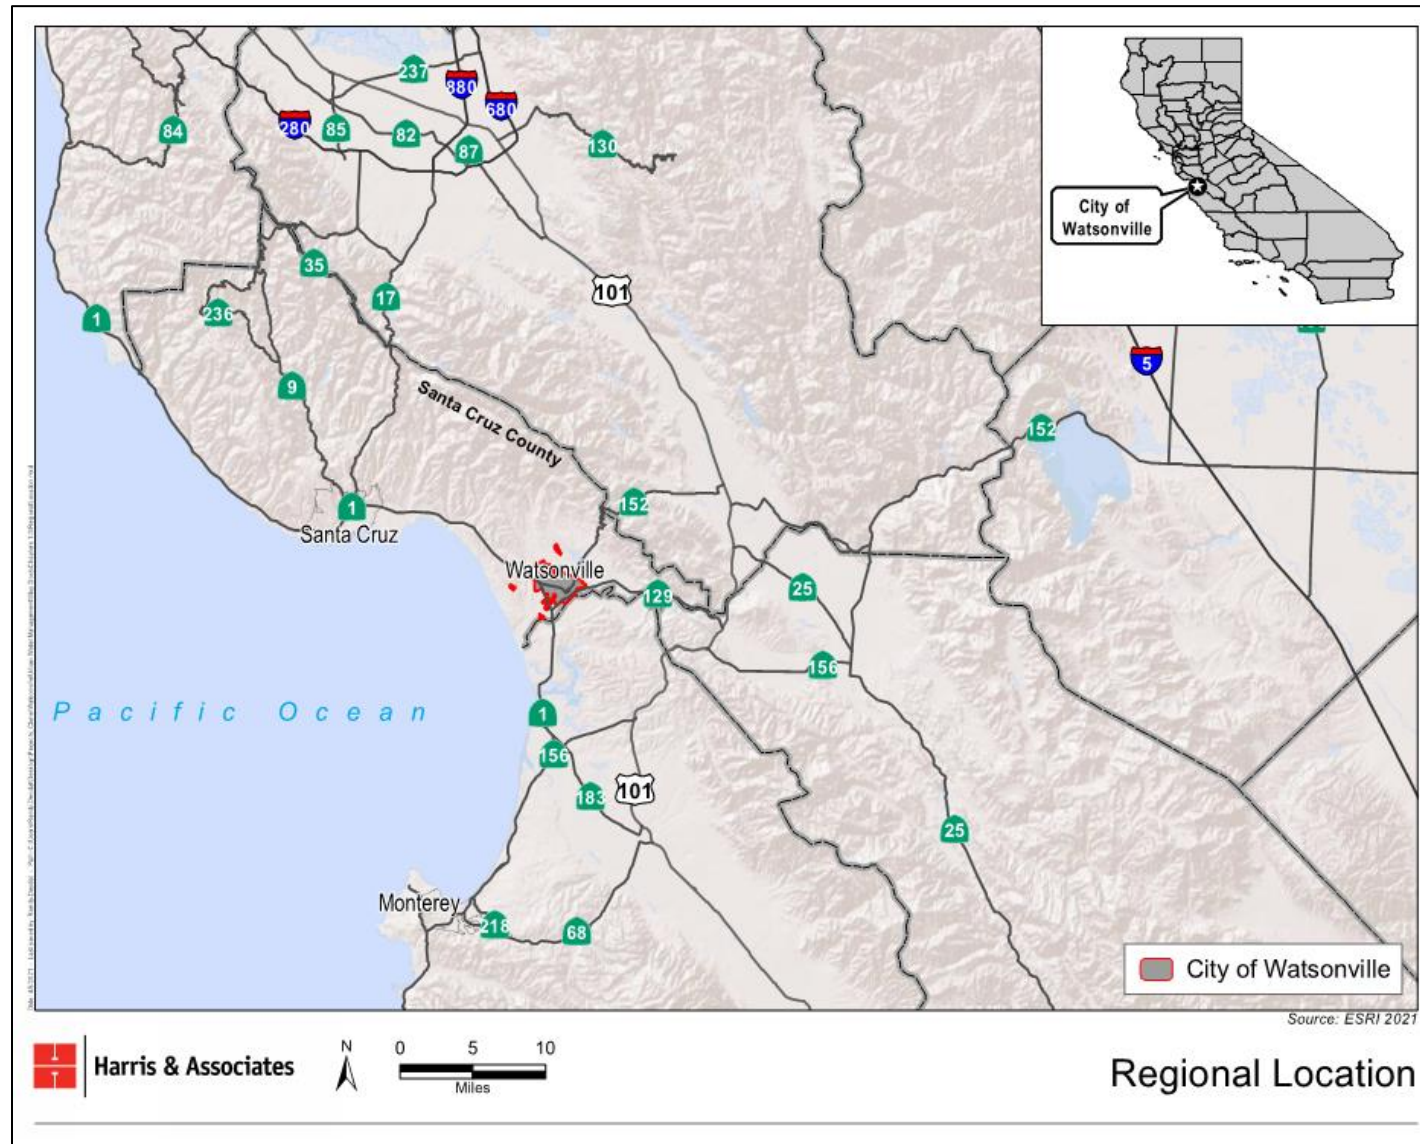 237
880
680
280
85
82
87
84
130
City of
Watsonville
35
101
17
1
236
5
9
Santa Cruz County
152
152
1
Santa Cruz
Watsonville
129
25
156
Pacific Ocean
1
156
183
101
25
Monterey
218
68
City of Watsonville
Source: ESRI 2021
Harris & Associates
N
0 5 10
Miles
Regional Location